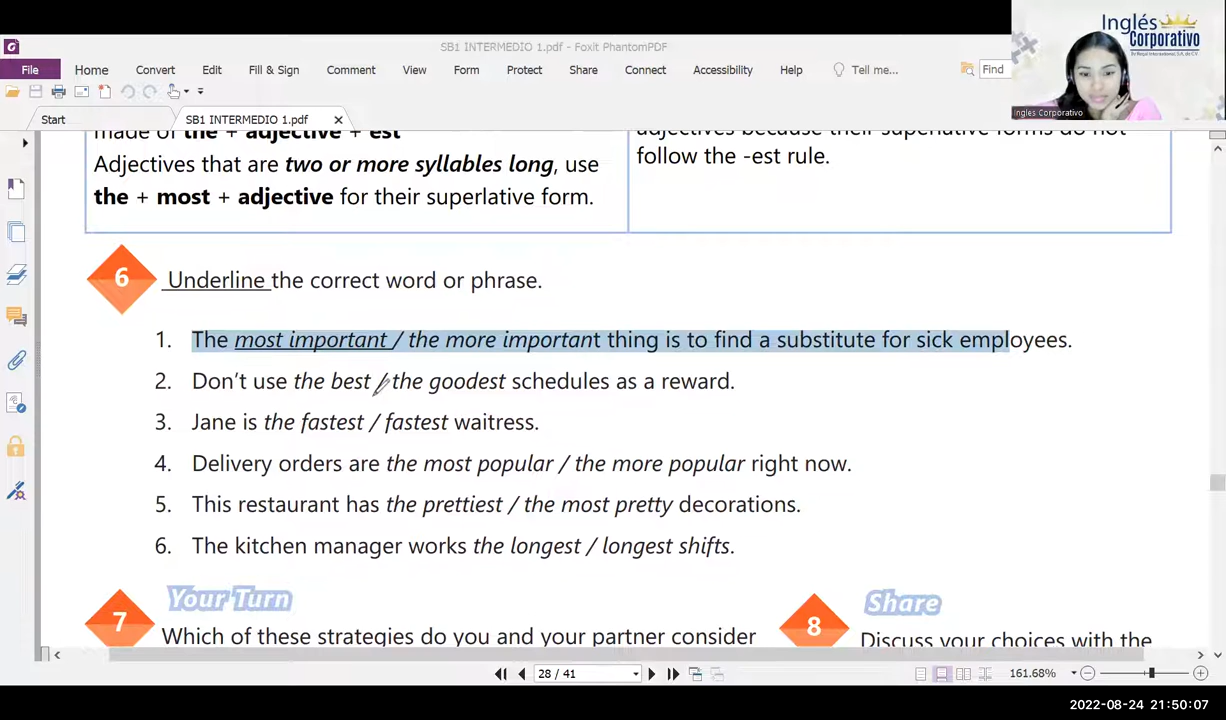 Inglés
Corporativo
By Royal International, S.A. de C.V.
Ingles Corporativo
SB1 INTERMEDIO 1.pdf - Foxit PhantomPDF
File Home Convert Edit Fill & Sign Comment View Form Protect Share Connect Accessibility Help Tell me... Find
Start SB1 INTERMEDIO 1.pdf
made of the + adjective + est
Adjectives that are two or more syllables long, use
the + most + adjective for their superlative form.
adjectives because their superlative forms do not
follow the -est rule.
6 Underline the correct word or phrase.
1. The most important / the more important thing is to find a substitute for sick employees.
2. Don't use the best / the goodest schedules as a reward.
3. Jane is the fastest / fastest waitress.
4. Delivery orders are the most popular / the more popular right now.
5. This restaurant has the prettiest / the most pretty decorations.
6. The kitchen manager works the longest / longest shifts.
7 Your Turn
Which of these strategies do you and your partner consider
8 Share
Discuss your choices with the
28 / 41
161.68%
2022-08-24 21:50:07